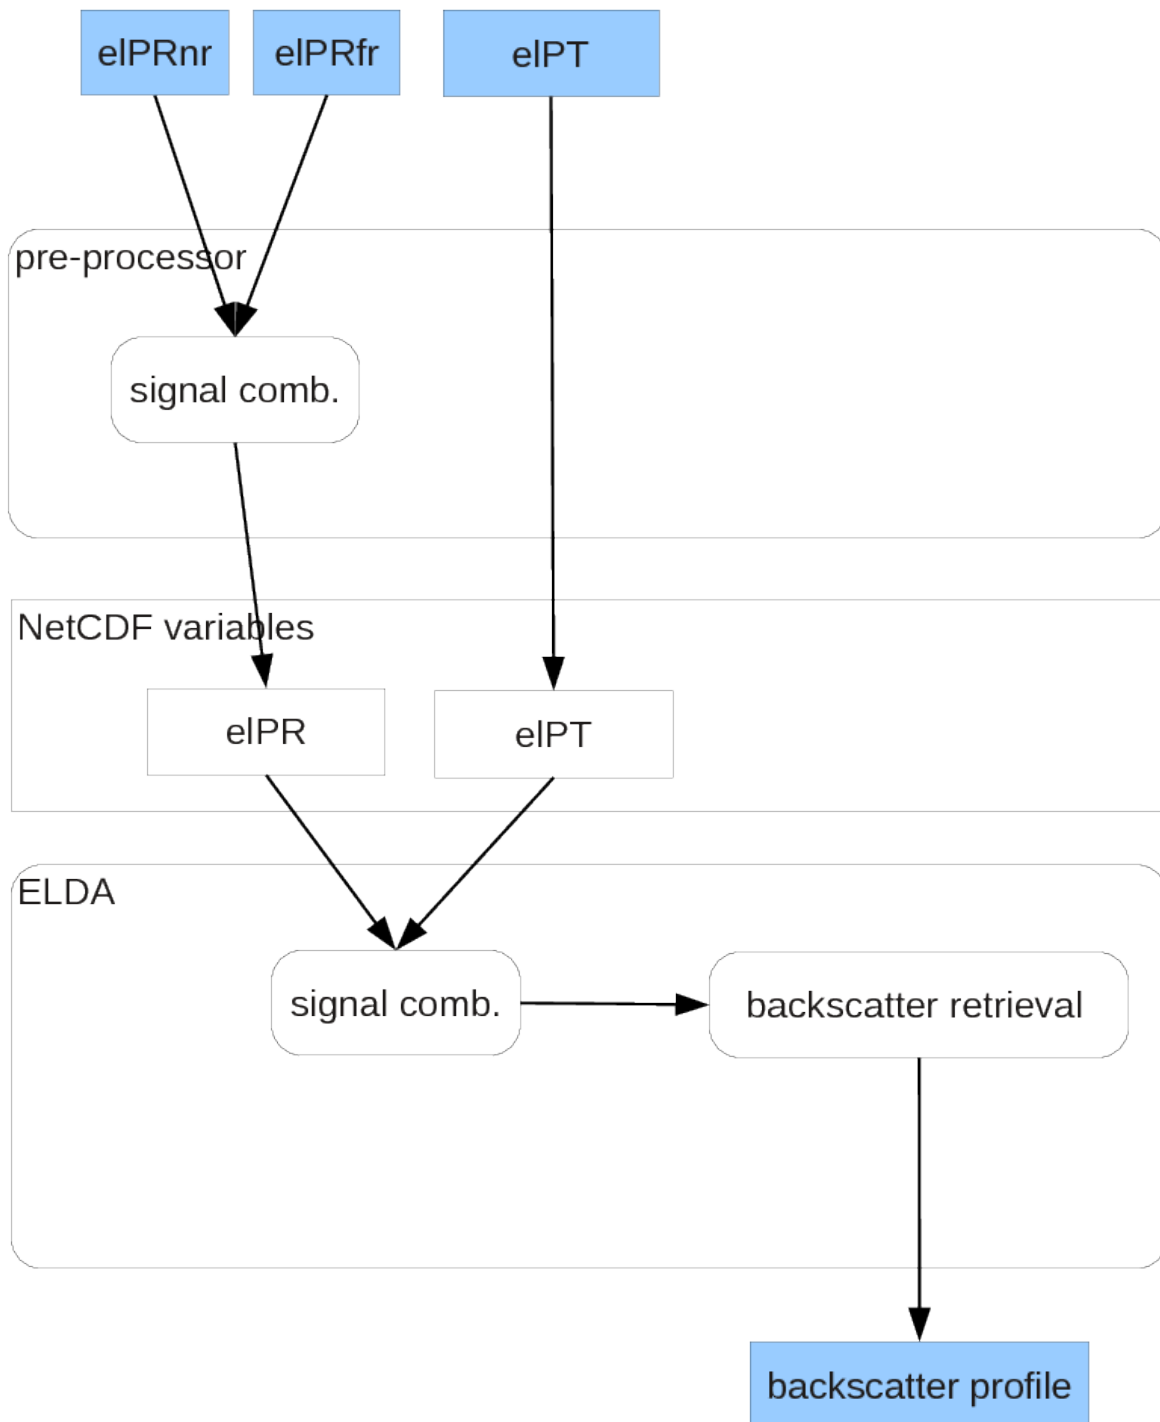 elPRnr
elPRfr
elPT
pre-processor
signal comb.
NetCDF variables
elPR
elPT
ELDA
signal comb.
backscatter retrieval
backscatter profile